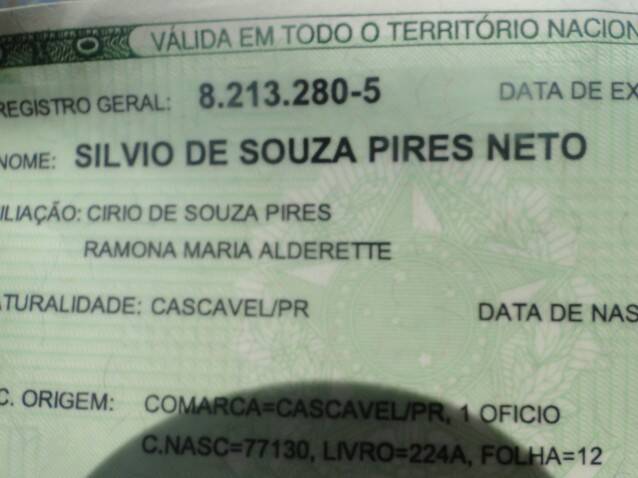 VÁLIDA EM TODO O TERRITÓRIO NACION
REGISTRO GERAL: 8.213.280-5 DATA DE EX
NOME: SILVIO DE SOUZA PIRES NETO
ILIAÇÃO: CIRIO DE SOUZA PIRES
RAMONA MARIA ALDERETTE
ATURALIDADE: CASCAVEL/PR DATA DE NAS
C. ORIGEM: COMARCA=CASCAVEL/PR, 1 OFICIO
C.NASC=77130, LIVRO=224A, FOLHA=12